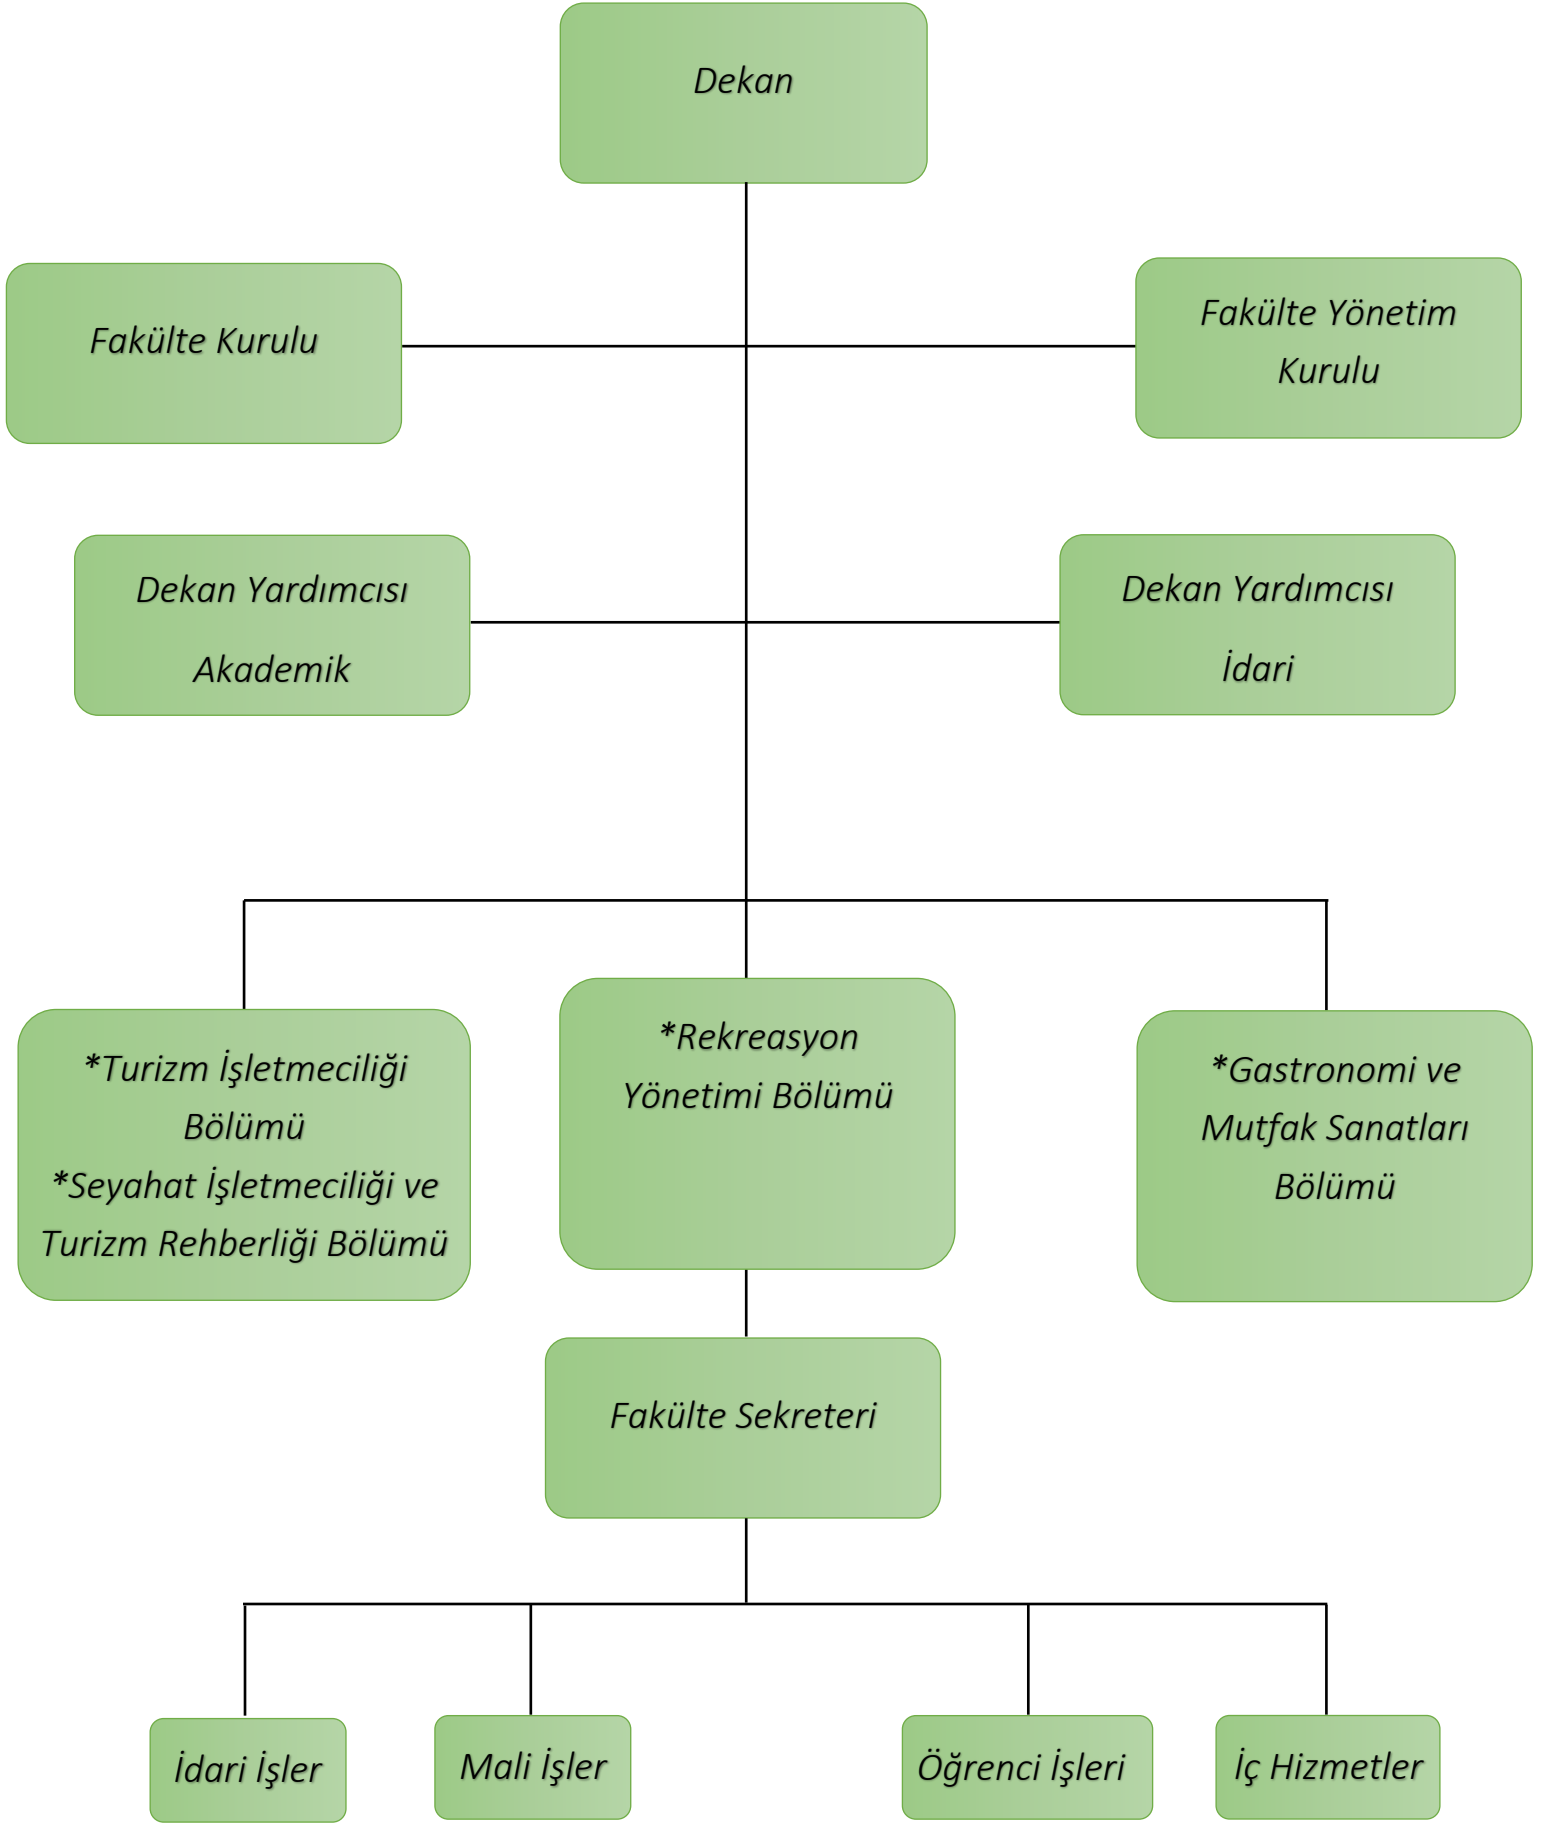 Dekan
Fakülte Kurulu
Fakülte Yönetim
Kurulu
Dekan Yardımcısı
Akademik
Dekan Yardımcısı
İdari
*Turizm İşletmeciliği
Bölümü
*Seyahat İşletmeciliği ve
Turizm Rehberliği Bölümü
*Rekreasyon
Yönetimi Bölümü
*Gastronomi ve
Mutfak Sanatları
Bölümü
Fakülte Sekreteri
İdari İşler
Mali İşler
Öğrenci İşleri
İç Hizmetler